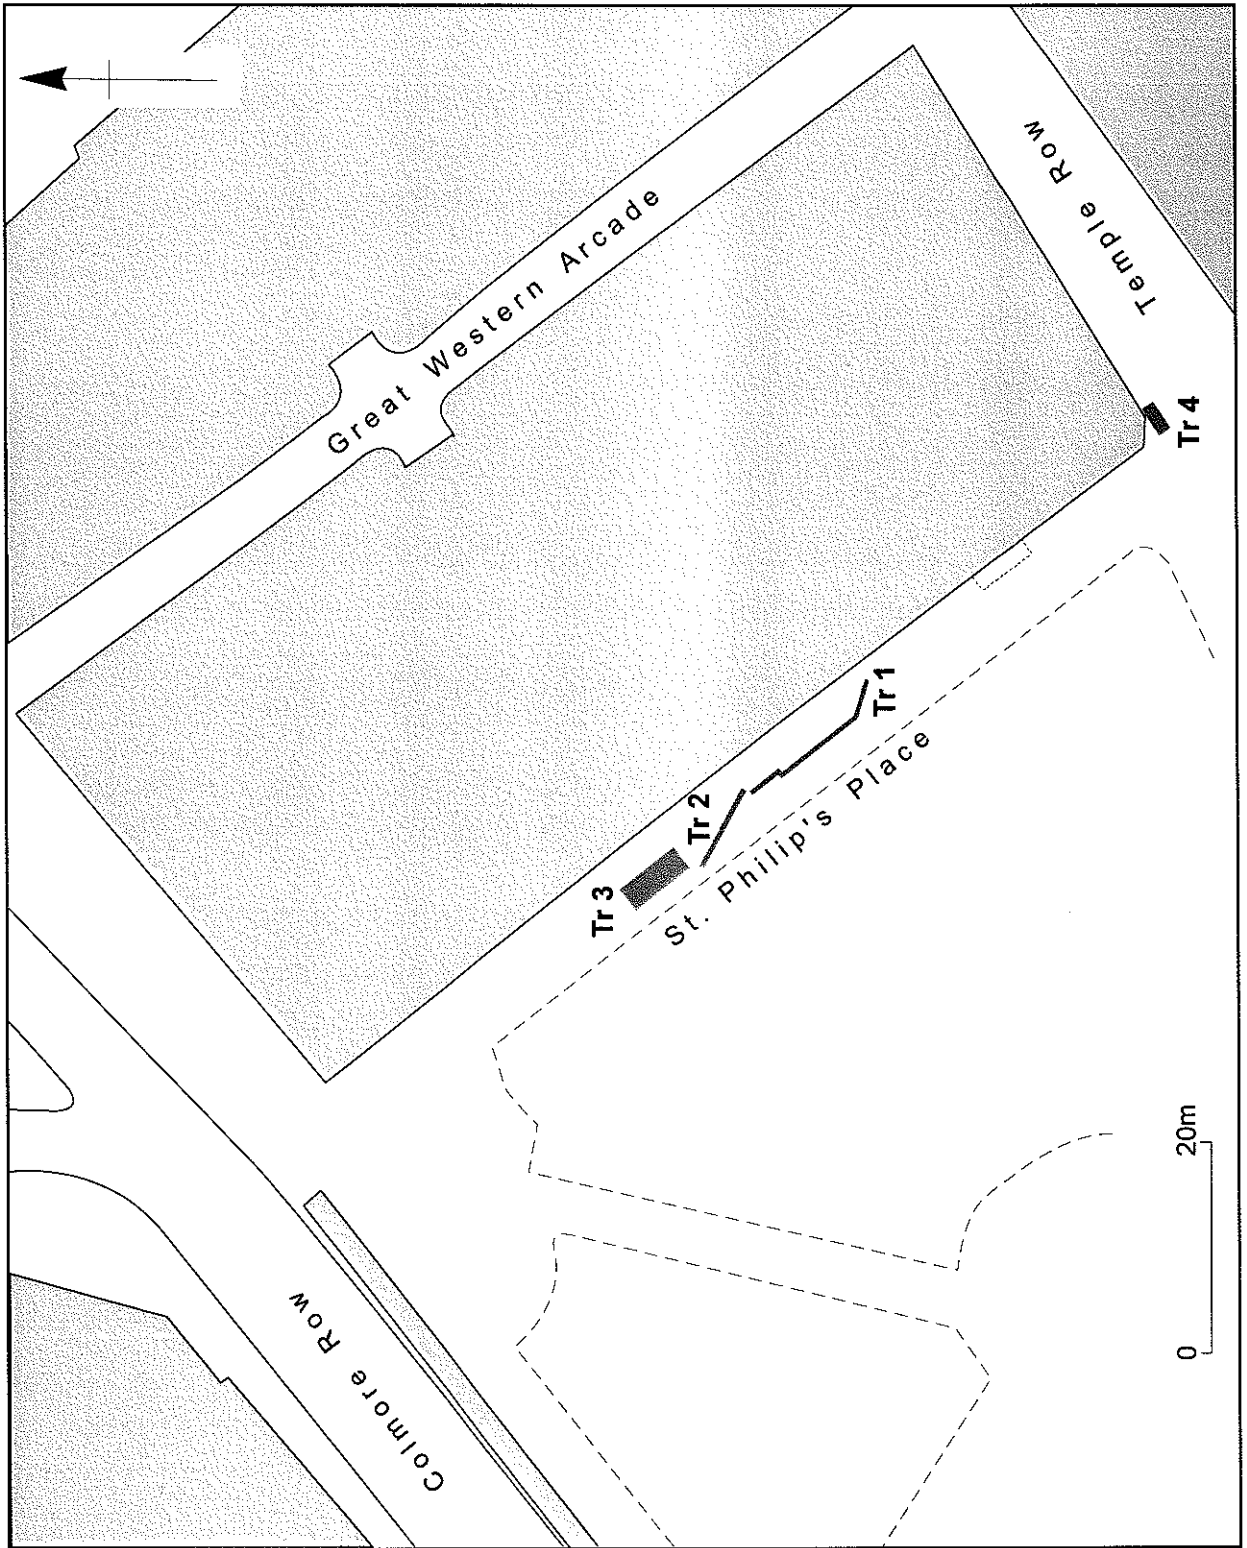 Great Western Arcade
Temple Row
Tr 4
Tr 1
Tr 2
Tr 3
St. Philip's Place
Colmore Row
0
20m